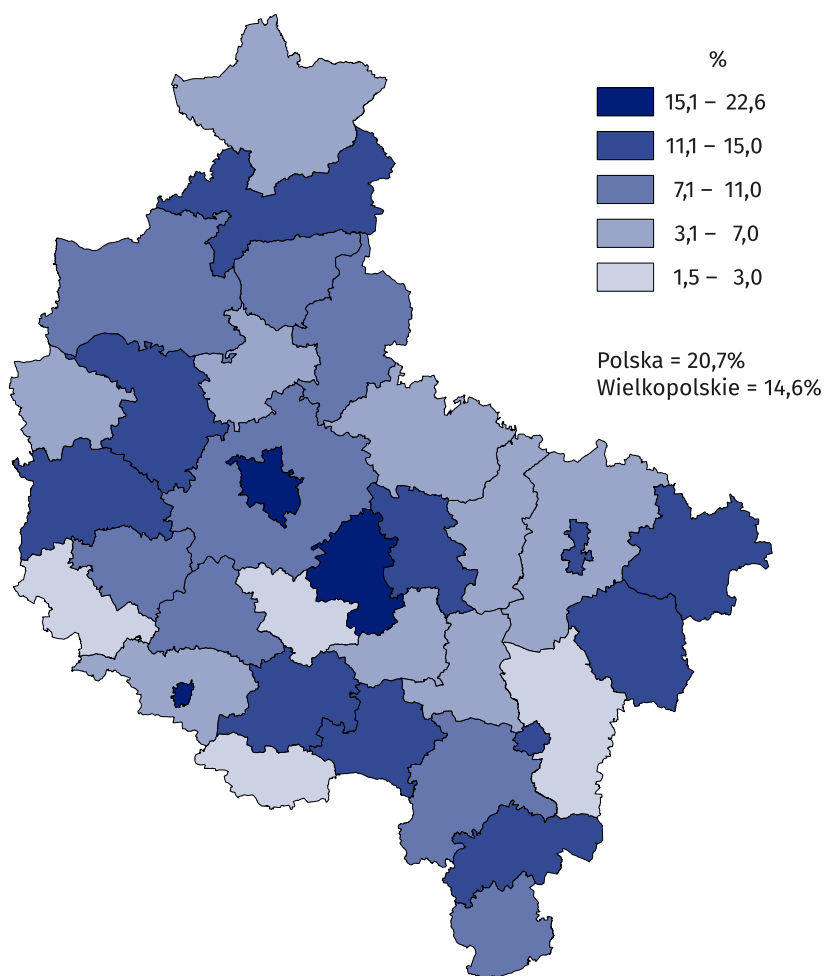 %
15,1 – 22,6
11,1 – 15,0
7,1 – 11,0
3,1 – 7,0
1,5 – 3,0
Polska = 20,7%
Wielkopolskie = 14,6%